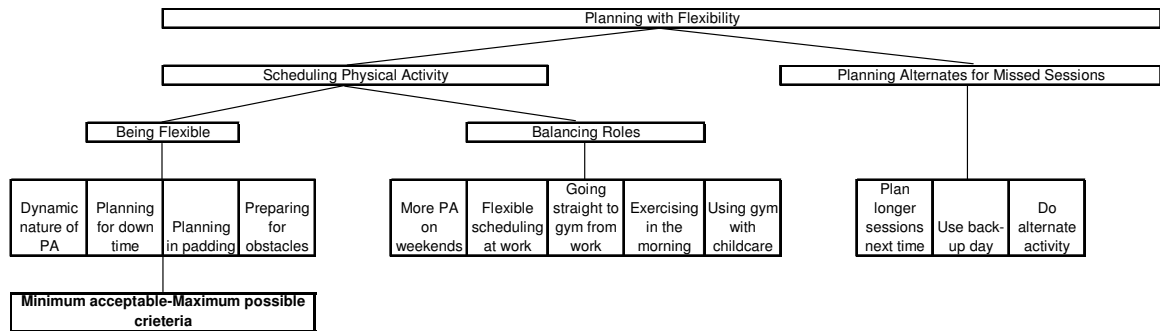 Planning with Flexibility
Scheduling Physical Activity
Planning Alternates for Missed Sessions
Being Flexible
Balancing Roles
Dynamic
nature of
PA
Planning
for down
time
Planning
in padding
Preparing
for
obstacles
More PA
on
weekends
Flexible
scheduling
at work
Going
straight to
gym from
work
Exercising
in the
morning
Using gym
with
childcare
Plan
longer
sessions
next time
Use back-
up day
Do
alternate
activity
Minimum acceptable-Maximum possible
crieteria